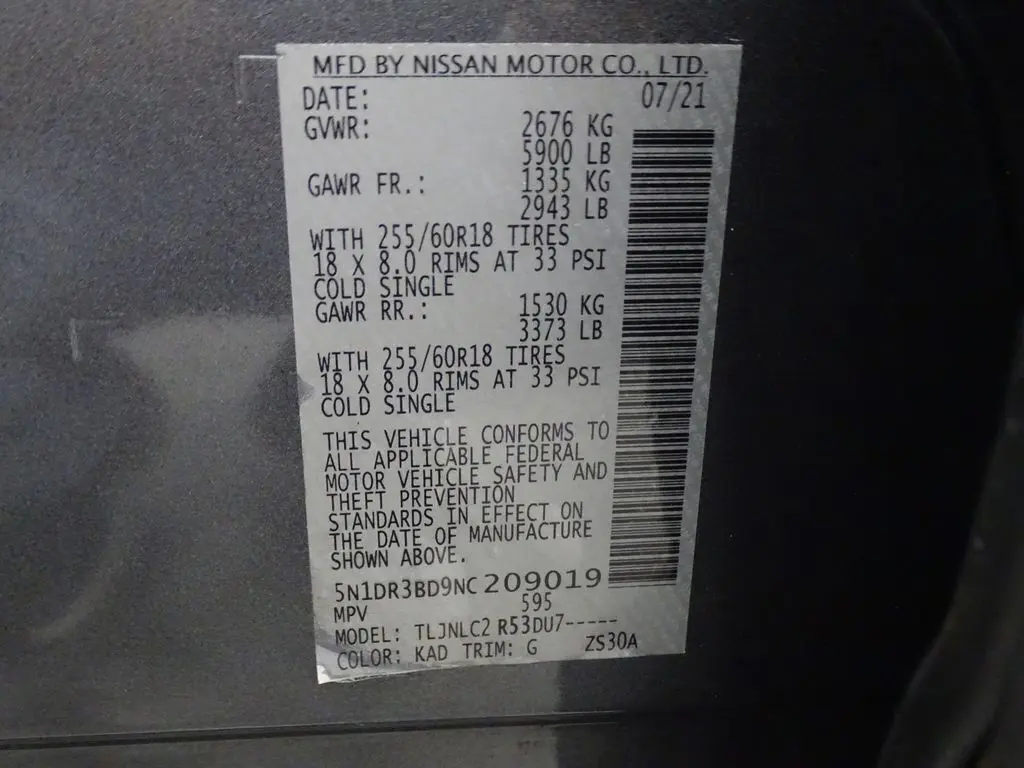 MFD BY NISSAN MOTOR CO., LTD.
DATE: 07/21
GVWR: 2676 KG
5900 LB
GAWR FR.: 1335 KG
2943 LB
WITH 255/60R18 TIRES
18 X 8.0 RIMS AT 33 PSI
COLD SINGLE
GAWR RR.: 1530 KG
3373 LB
WITH 255/60R18 TIRES
18 X 8.0 RIMS AT 33 PSI
COLD SINGLE
THIS VEHICLE CONFORMS TO
ALL APPLICABLE FEDERAL
MOTOR VEHICLE SAFETY AND
THEFT PREVENTION
STANDARDS IN EFFECT ON
THE DATE OF MANUFACTURE
SHOWN ABOVE.
5N1DR3BD9NC 209019
MPV 595
MODEL: TLJNLC2 R53DU7-----
COLOR: KAD TRIM: G ZS30A